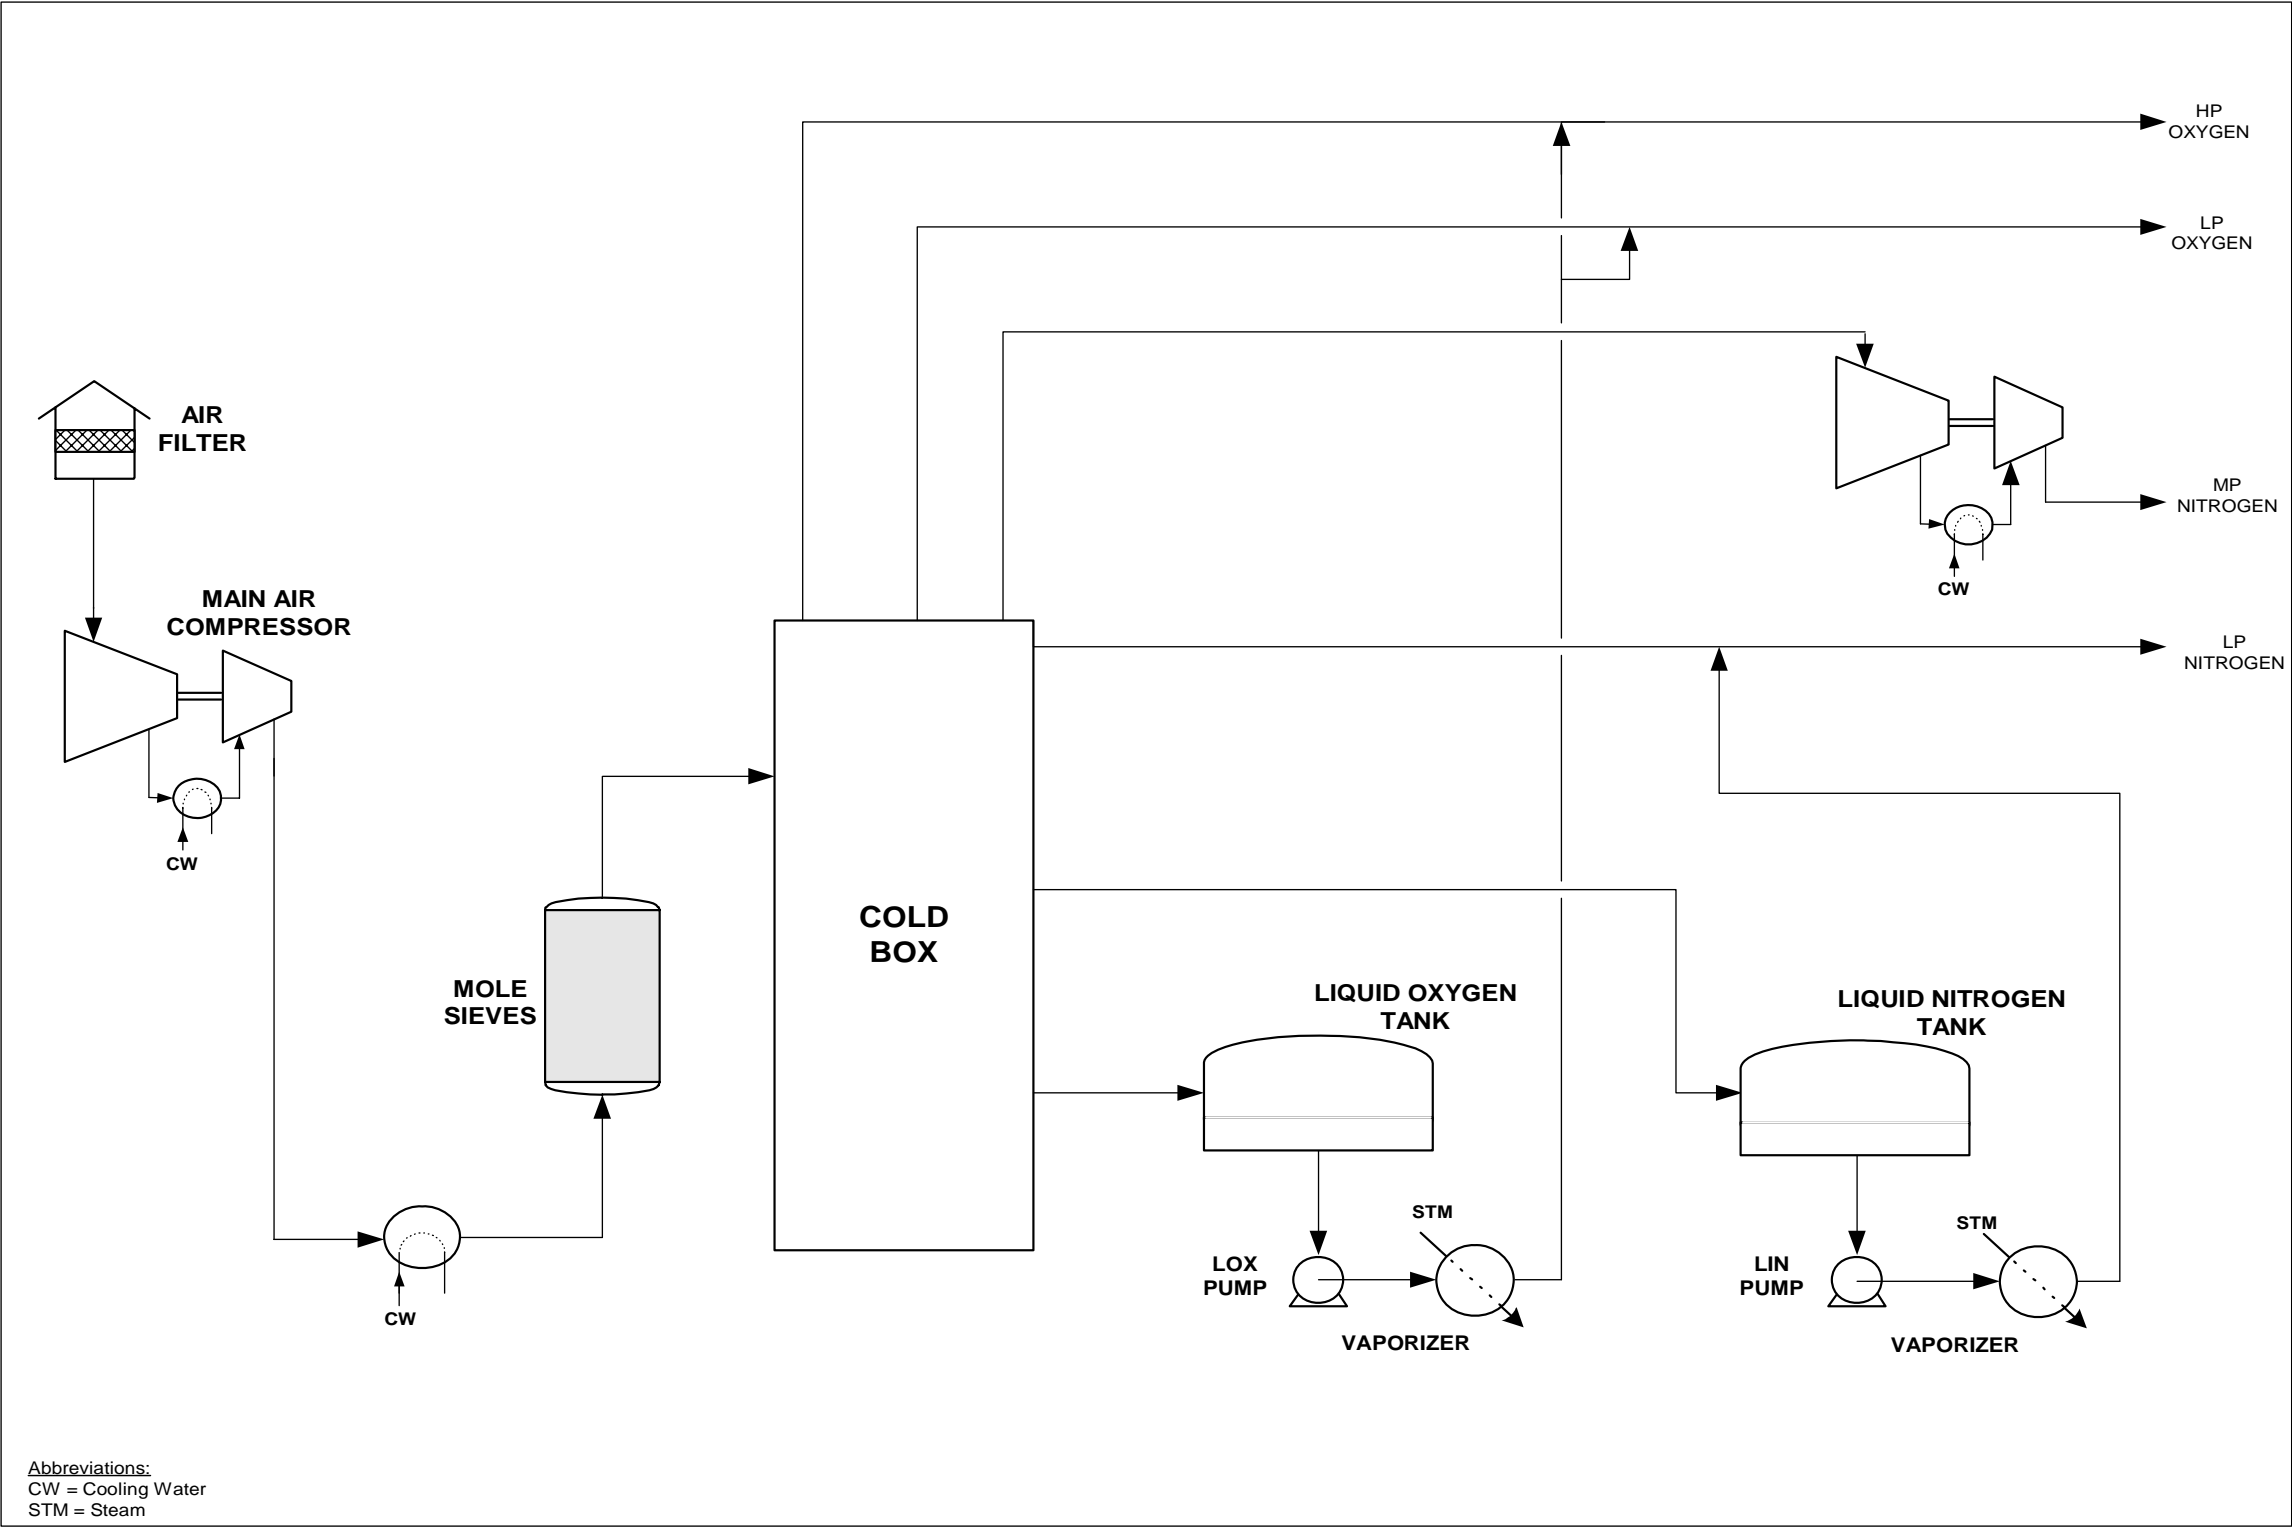 HP
OXYGEN
LP
OXYGEN
AIR
FILTER
MP
NITROGEN
CW
MAIN AIR
COMPRESSOR
LP
NITROGEN
CW
COLD
BOX
MOLE
SIEVES
LIQUID OXYGEN
TANK
LIQUID NITROGEN
TANK
STM
LOX
PUMP
VAPORIZER
STM
LIN
PUMP
VAPORIZER
CW
Abbreviations:
CW = Cooling Water
STM = Steam